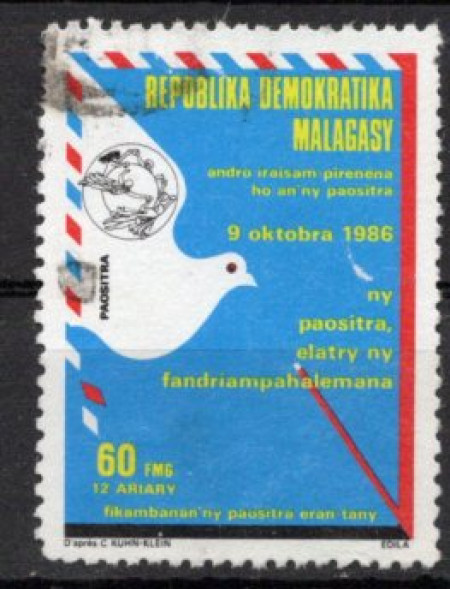 REPOBLIKA DEMOKRATIKA
MALAGASY
andro iraisam pirenena
ho an'ny paositra
9 oktobra 1986
PAOSITRA
ny
paositra,
elatry ny
fandriampahalemana
60 FMG
12 ARIARY
fikambanan'ny paositra eran-tany
D'après C. KUHN-KLEIN
EDILA